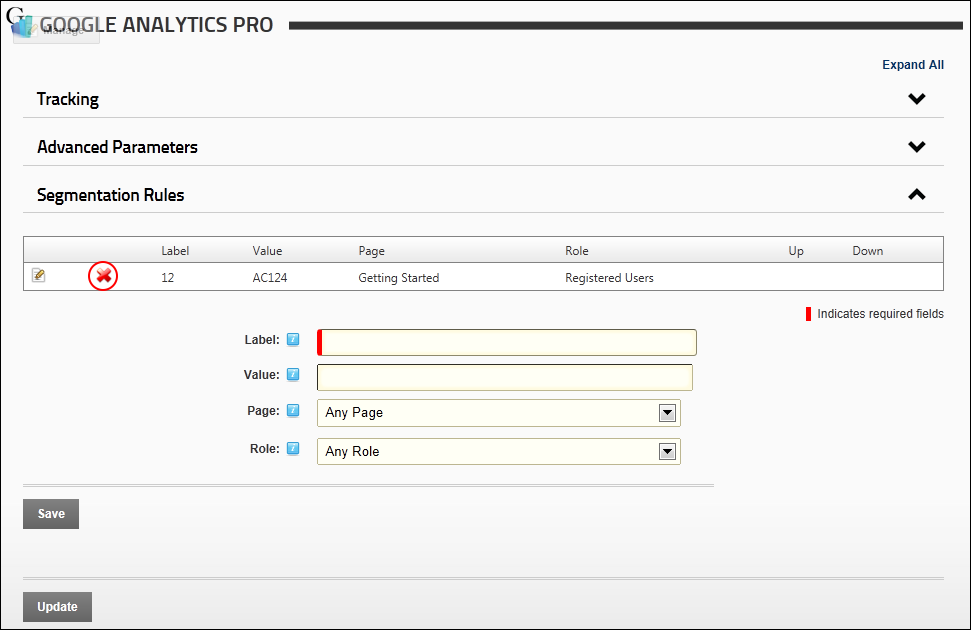 GOOGLE ANALYTICS PRO
Manage
Expand All
Tracking
Advanced Parameters
Segmentation Rules
Label Value Page Role Up Down
12 AC124 Getting Started Registered Users
Indicates required fields
Label:
Value:
Page: Any Page
Role: Any Role
Save
Update